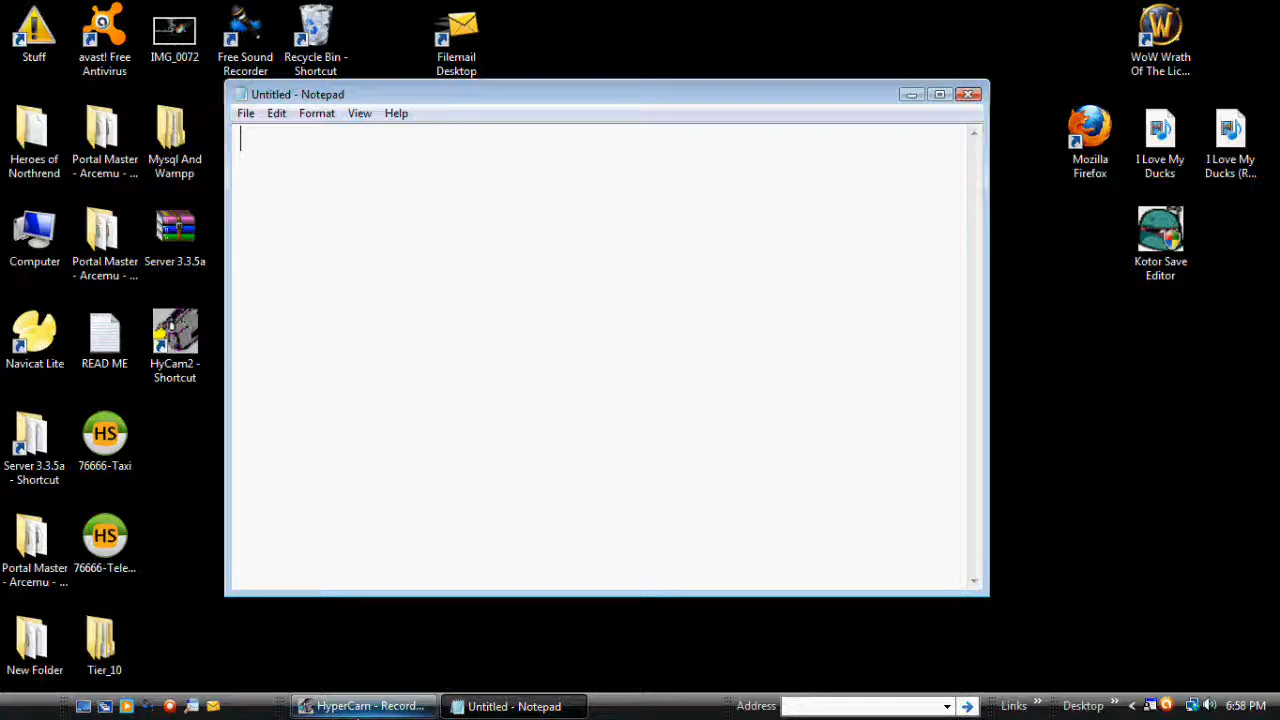 Stuff
avast! Free
Antivirus
IMG_0072
Free Sound
Recorder
Recycle Bin -
Shortcut
Filemail
Desktop
WoW Wrath
Of The Lic...
Untitled - Notepad
File Edit Format View Help
Heroes of
Northrend
Portal Master
- Arcemu - ...
Mysql And
Wampp
Mozilla
Firefox
I Love My
Ducks
I Love My
Ducks (R...
Computer
Portal Master
- Arcemu - ...
Server 3.3.5a
Kotor Save
Editor
Navicat Lite
READ ME
HyCam2 -
Shortcut
HS
Server 3.3.5a
- Shortcut
76666-Taxi
HS
Portal Master
- Arcemu - ...
76666-Tele...
New Folder
Tier_10
HyperCam - Record...
Untitled - Notepad
Address
Links
Desktop
6:58 PM